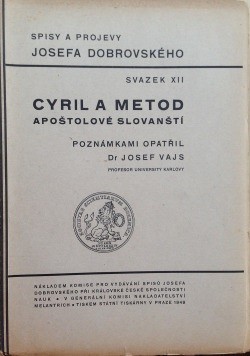 SPISY A PROJEVY
JOSEFA DOBROVSKÉHO
SVAZEK XII
CYRIL A METOD
APOŠTOLOVÉ SLOVANŠTÍ
POZNÁMKAMI OPATŘIL
Dr JOSEF VAJS
PROFESOR UNIVERSITY KARLOVY
NÁKLADEM KOMISE PRO VYDÁVÁNÍ SPISŮ JOSEFA
DOBROVSKÉHO PŘI KRÁLOVSKÉ ČESKÉ SPOLEČNOSTI
NAUK • V GENERÁLNÍ KOMISI NAKLADATELSTVÍ
MELANTRICH • TISKEM STÁTNÍ TISKÁRNY V PRAZE 1948